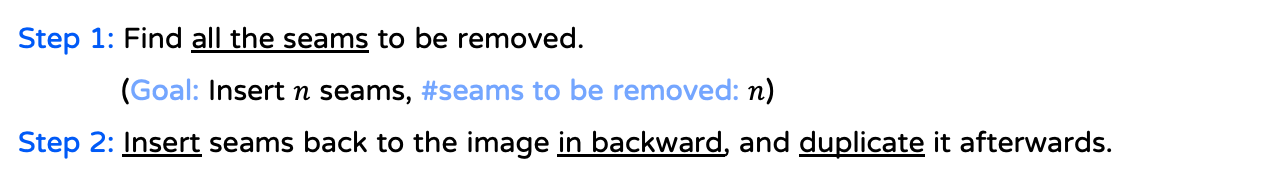 Step 1: Find all the seams to be removed.
(Goal: Insert n seams, #seams to be removed: n)
Step 2: Insert seams back to the image in backward, and duplicate it afterwards.